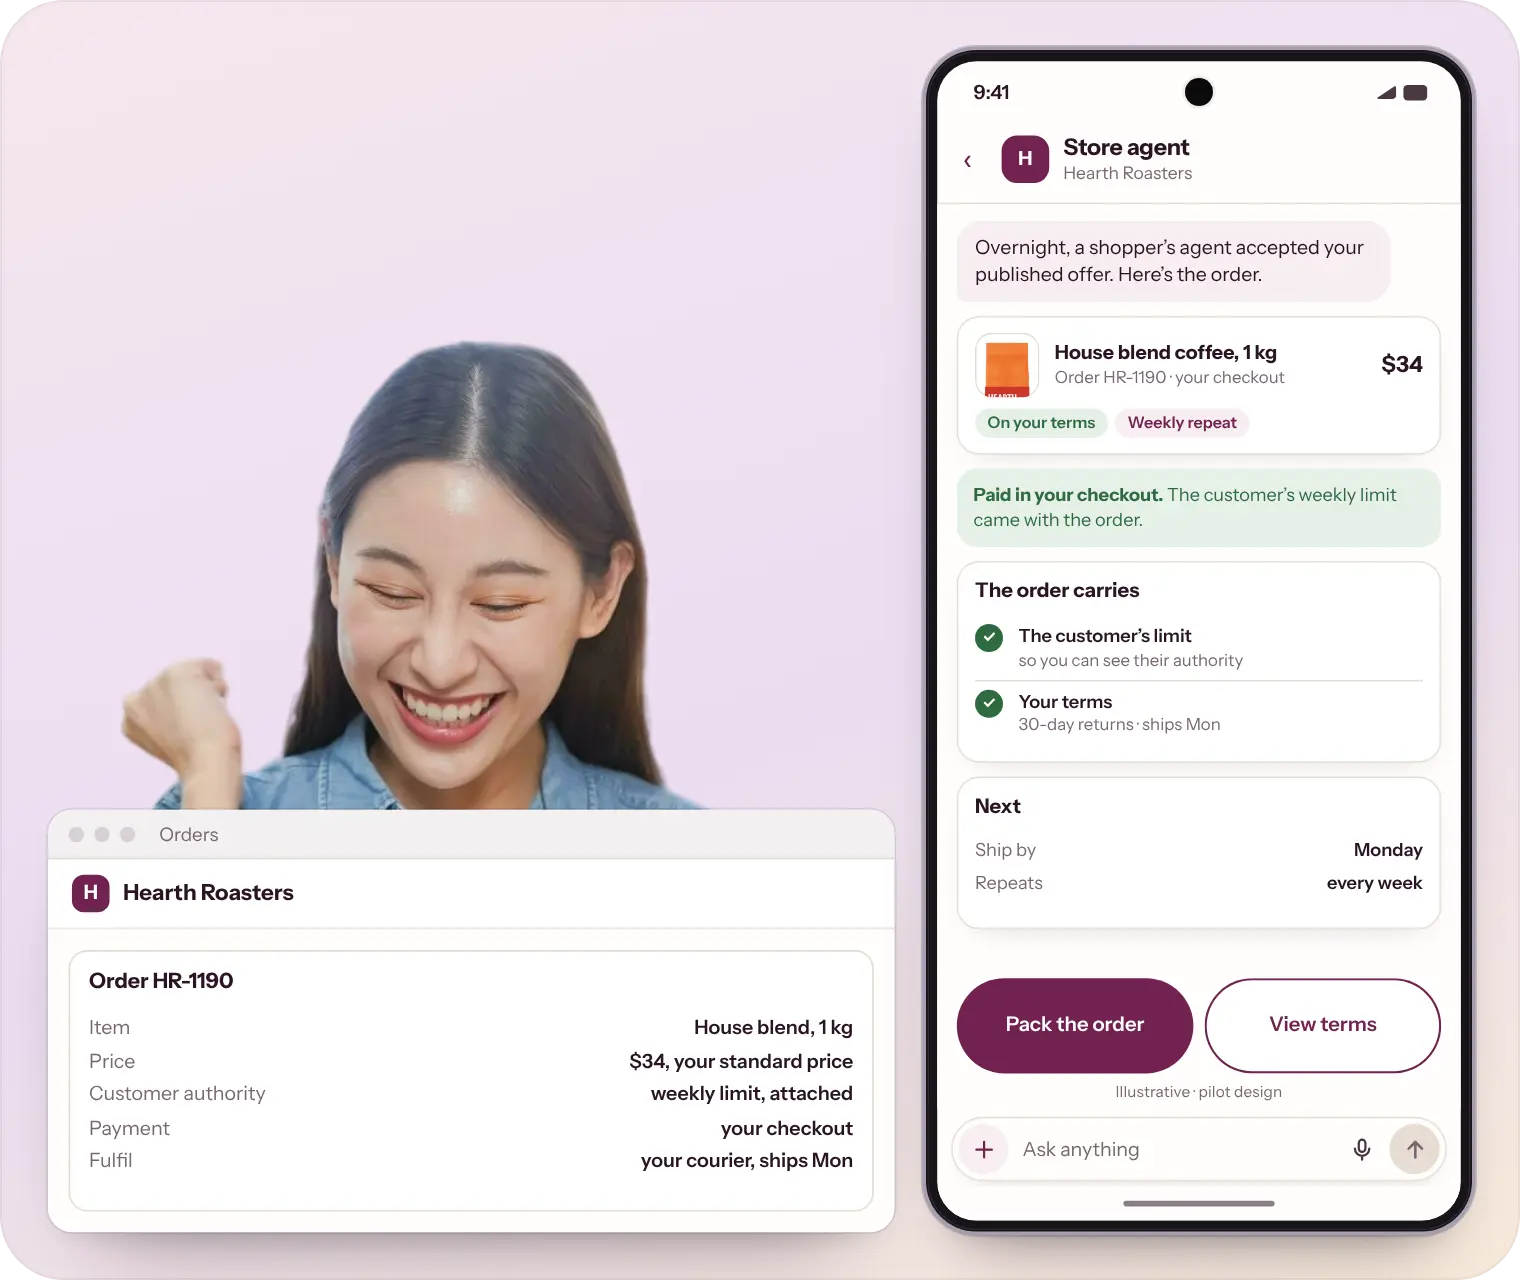 Orders
H
Hearth Roasters
Order HR-1190
Item
House blend, 1 kg
Price
$34, your standard price
Customer authority
weekly limit, attached
Payment
your checkout
Fulfil
your courier, ships Mon
9:41
‹
H
Store agent
Hearth Roasters
Overnight, a shopper’s agent accepted your
published offer. Here’s the order.
HEARTH
House blend coffee, 1 kg
Order HR-1190 · your checkout
$34
On your terms
Weekly repeat
Paid in your checkout. The customer’s weekly limit
came with the order.
The order carries
The customer’s limit
so you can see their authority
Your terms
30-day returns · ships Mon
Next
Ship by
Monday
Repeats
every week
Pack the order
View terms
Illustrative · pilot design
Ask anything